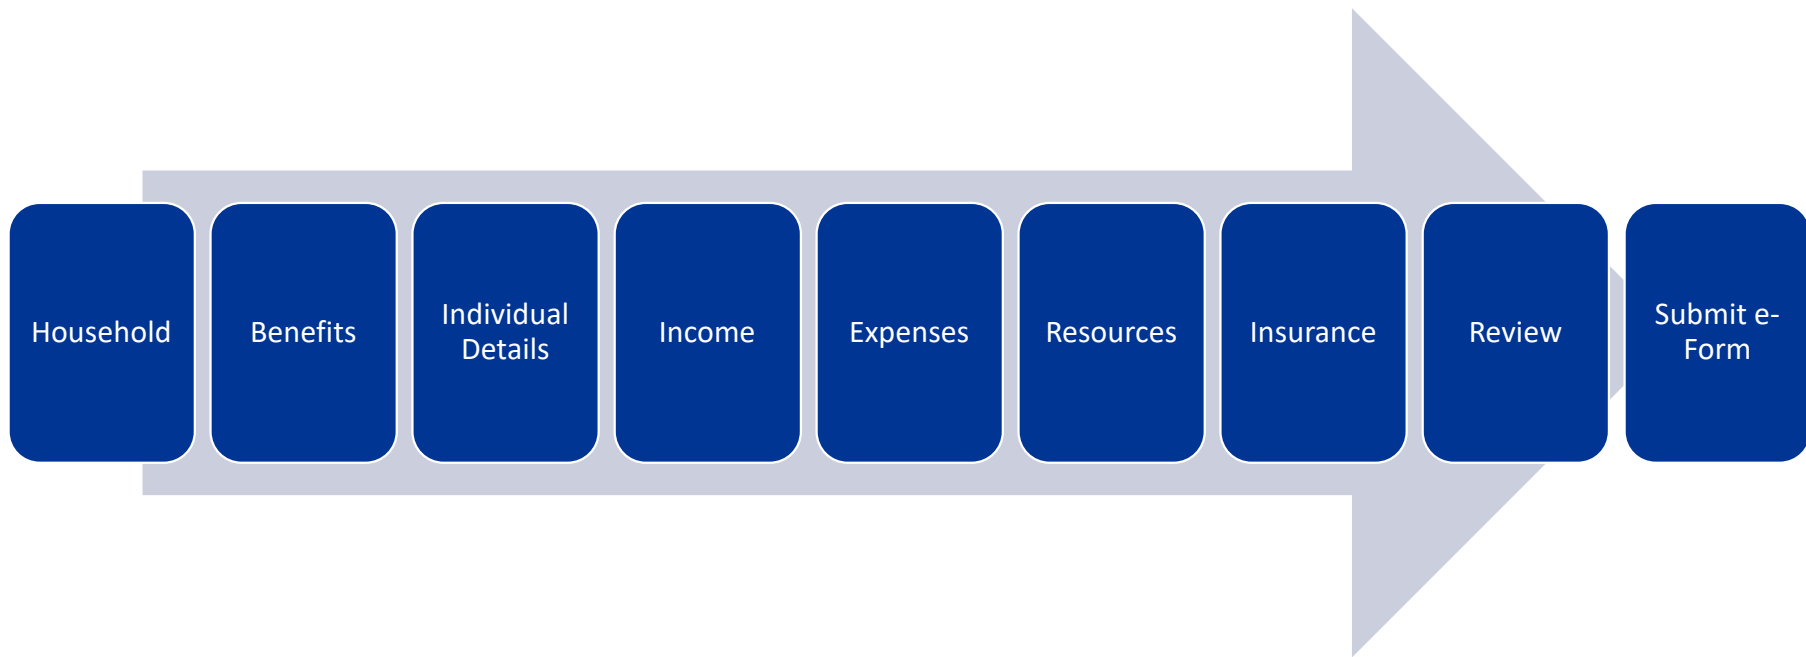 Household
Benefits
Individual
Details
Income
Expenses
Resources
Insurance
Review
Submit e-
Form